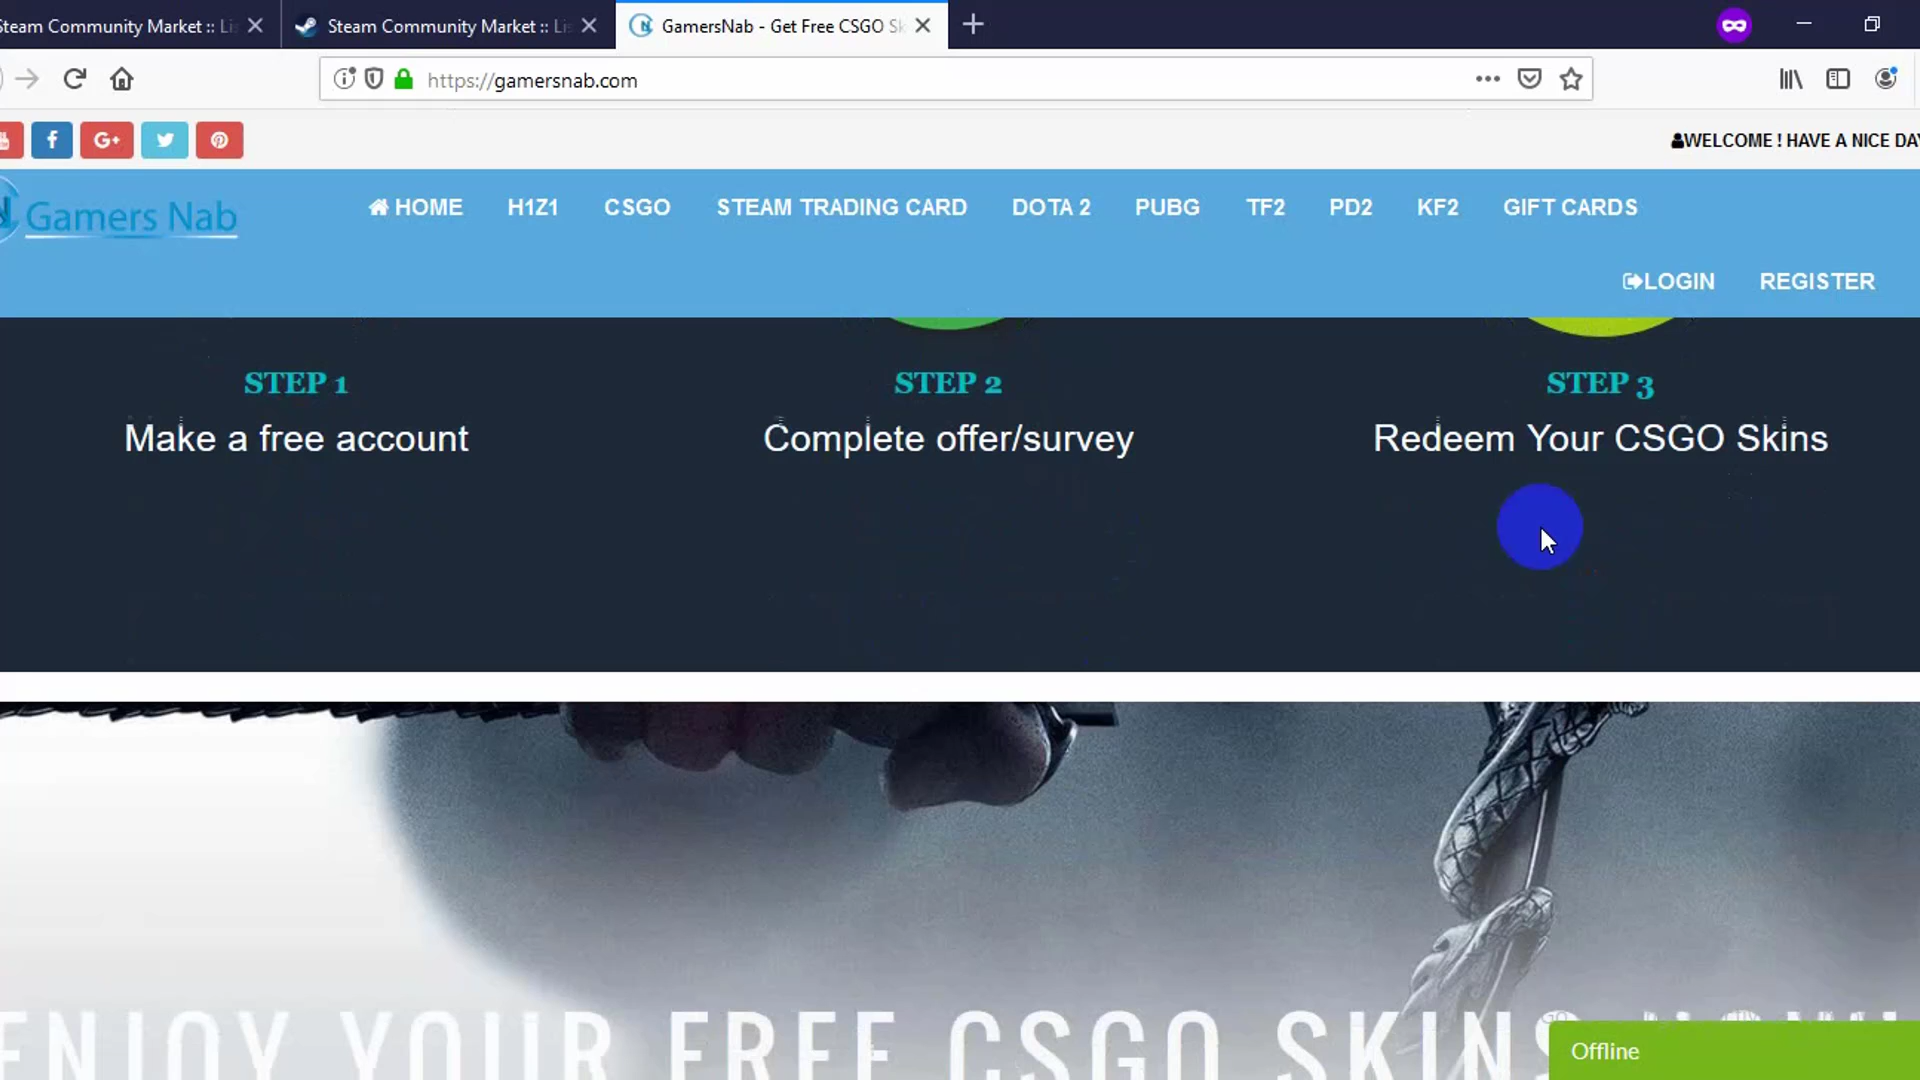 Steam Community Market :: Li
Steam Community Market :: Li
GamersNab - Get Free CSGO Sk
https://gamersnab.com
f
G+
WELCOME ! HAVE A NICE DAY
N Gamers Nab
HOME
H1Z1
CSGO
STEAM TRADING CARD
DOTA 2
PUBG
TF2
PD2
KF2
GIFT CARDS
LOGIN
REGISTER
STEP 1
Make a free account
STEP 2
Complete offer/survey
STEP 3
Redeem Your CSGO Skins
ENJOY YOUR FREE CSGO SKINS
Offline